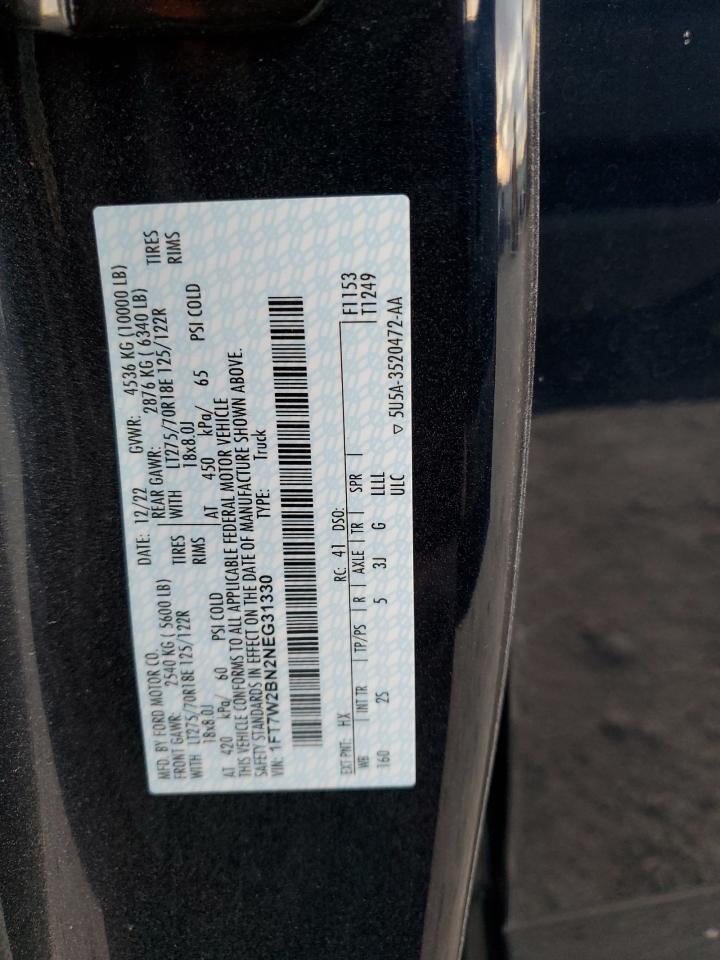 MFD. BY FORD MOTOR CO.
DATE: 12/22 GVWR: 4536 KG (10000 LB)
FRONT GAWR: 2540 KG ( 5600 LB)
REAR GAWR: 2876 KG ( 6340 LB)
WITH LT275/70R18E 125/122R TIRES
WITH LT275/70R18E 125/122R TIRES
18x8.0J RIMS
18x8.0J RIMS
AT 420 kPa/ 60 PSI COLD
AT 450 kPa/ 65 PSI COLD
THIS VEHICLE CONFORMS TO ALL APPLICABLE FEDERAL MOTOR VEHICLE
SAFETY STANDARDS IN EFFECT ON THE DATE OF MANUFACTURE SHOWN ABOVE.
VIN: 1FT7W2BN2NEG31330
TYPE: Truck
EXT PNT: HX RC: 41 DSO: F1153
WB INT TR TP/PS R AXLE TR SPR T1249
160 2S 5 3J G LLLL
ULC ▽ 5U5A-3520472-AA